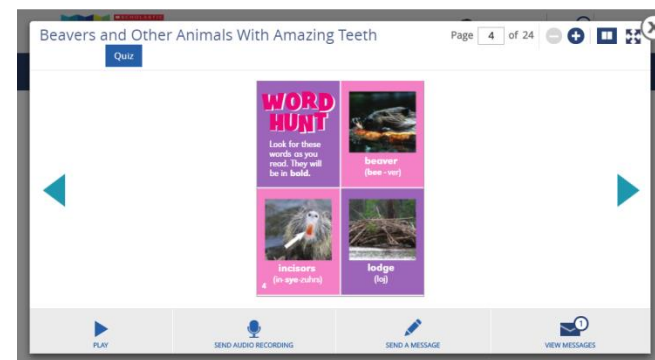 SCHOLASTIC
Beavers and Other Animals With Amazing Teeth
Page 4 of 24
Quiz
WORD
HUNT
Look for these
words as you
read. They will
be in bold.
beaver
(bee-ver)
incisors
(in-sye-zuhrs)
4
lodge
(loj)
PLAY
SEND AUDIO RECORDING
SEND A MESSAGE
1
VIEW MESSAGES